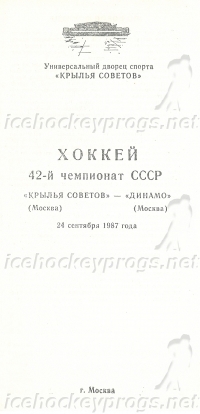 Универсальный дворец спорта
«КРЫЛЬЯ СОВЕТОВ»
ХОККЕЙ
42-й чемпионат СССР
«КРЫЛЬЯ СОВЕТОВ» — «ДИНАМО»
(Москва) (Москва)
24 сентября 1987 года
г. Москва
icehockeyprogs.net
icehockeyprogs.net
icehockeyprogs.net